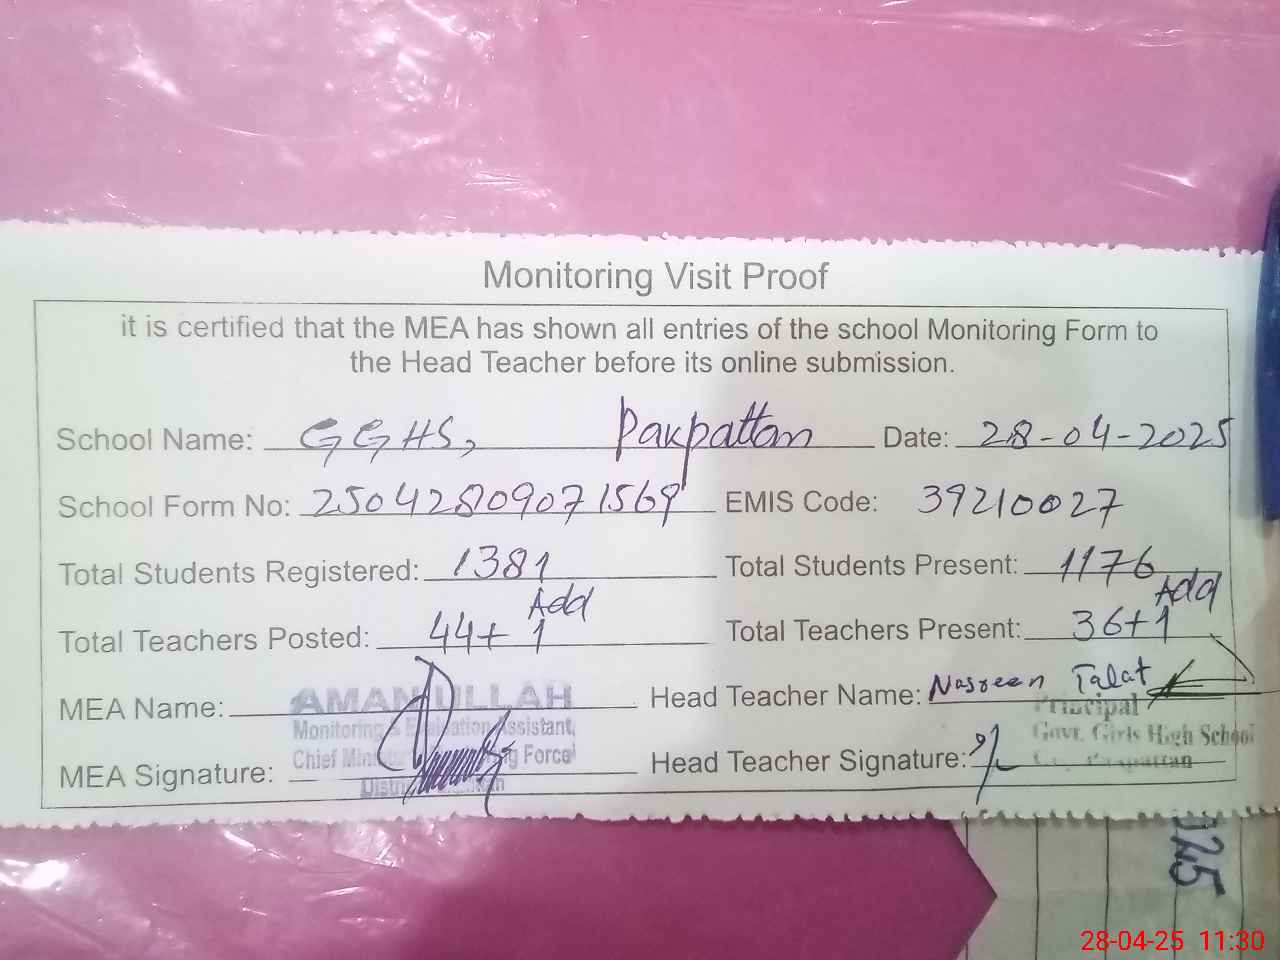 Monitoring Visit Proof
it is certified that the MEA has shown all entries of the school Monitoring Form to
the Head Teacher before its online submission.
School Name: GGHS, Pakpattan Date: 28-04-2025
School Form No: 25042809071569 EMIS Code: 39210027
Total Students Registered: 1381 Total Students Present: 1176
Add Add
Total Teachers Posted: 44+1 Total Teachers Present: 36+1
MEA Name: AMAN ULLAH Head Teacher Name: Nasreen Talat
Monitoring & Evaluation Assistant, Principal
Chief Force Govt. Girls High School
MEA Signature: Head Teacher Signature:
Pakpattan
25
28-04-25 11:30